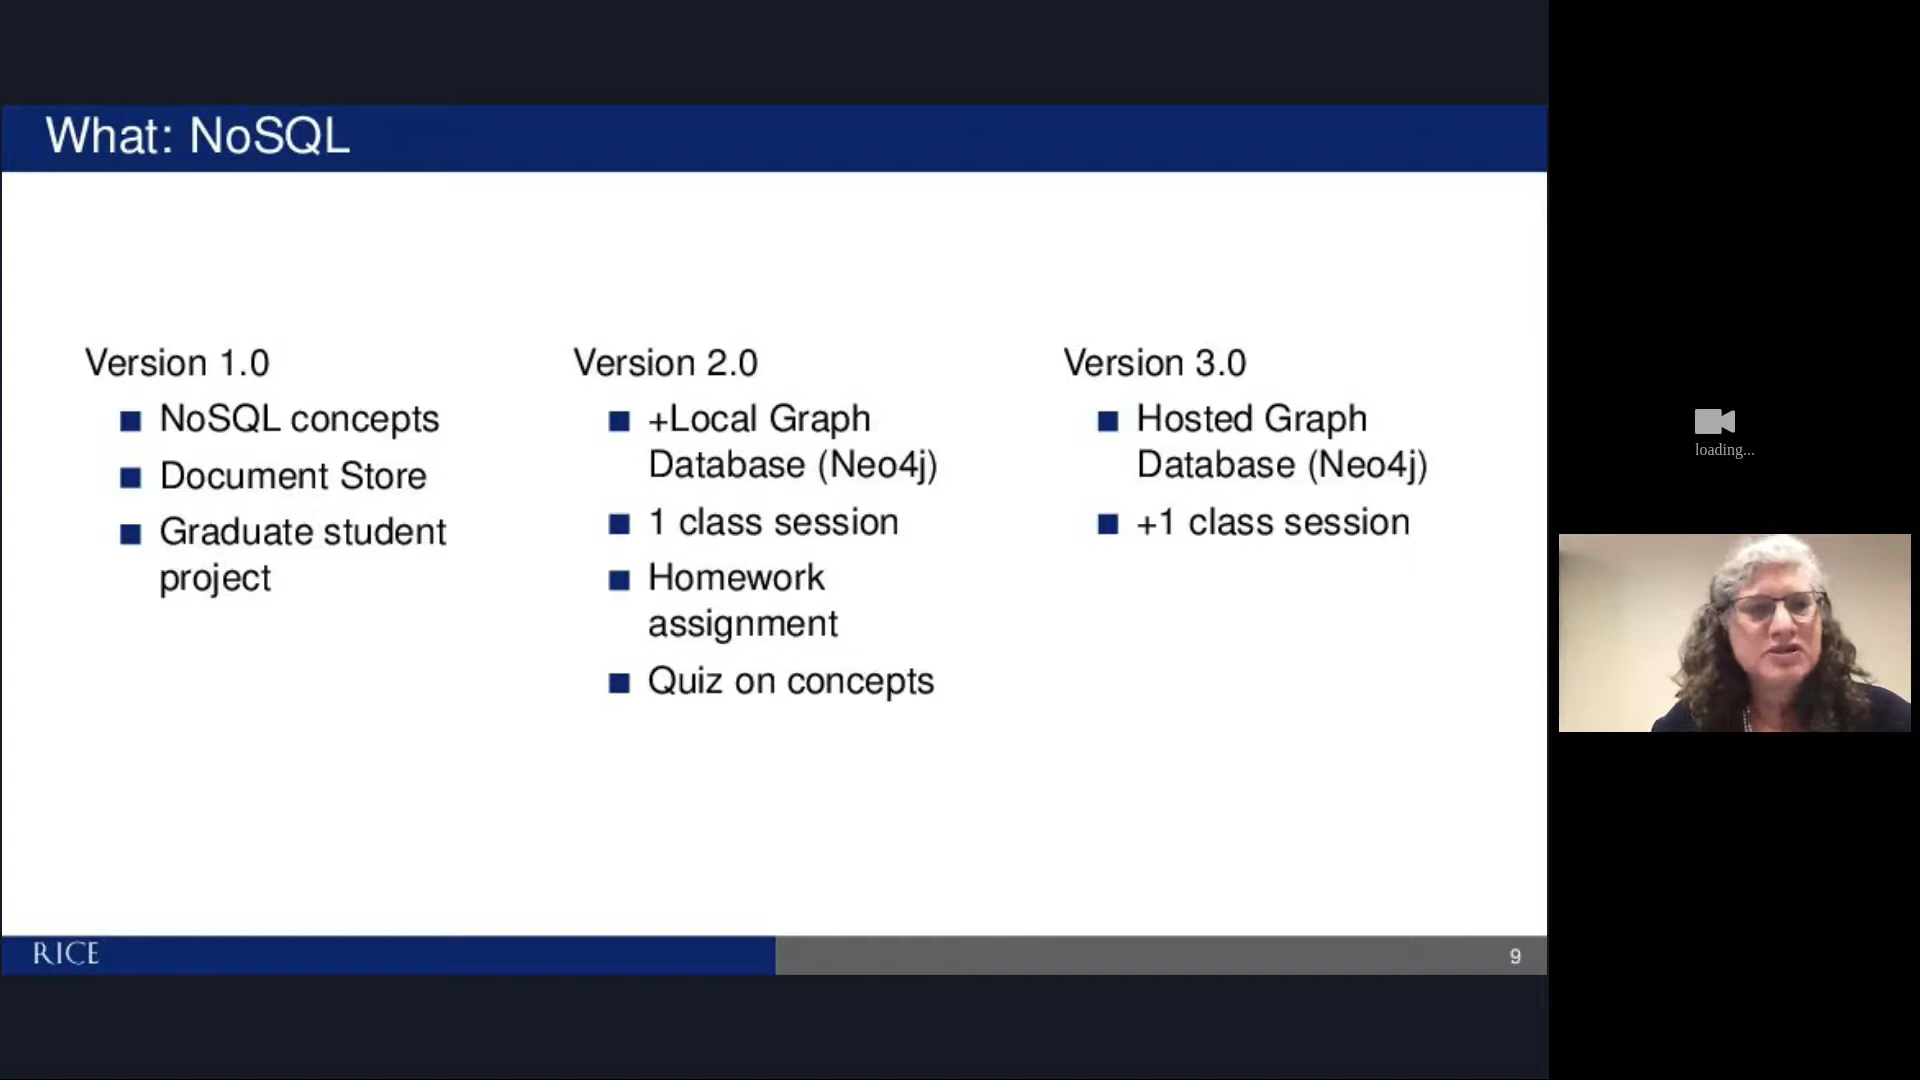 What: NoSQL
Version 1.0
NoSQL concepts
Document Store
Graduate student
project
Version 2.0
+Local Graph
Database (Neo4j)
1 class session
Homework
assignment
Quiz on concepts
Version 3.0
Hosted Graph
Database (Neo4j)
+1 class session
loading...
RICE
9